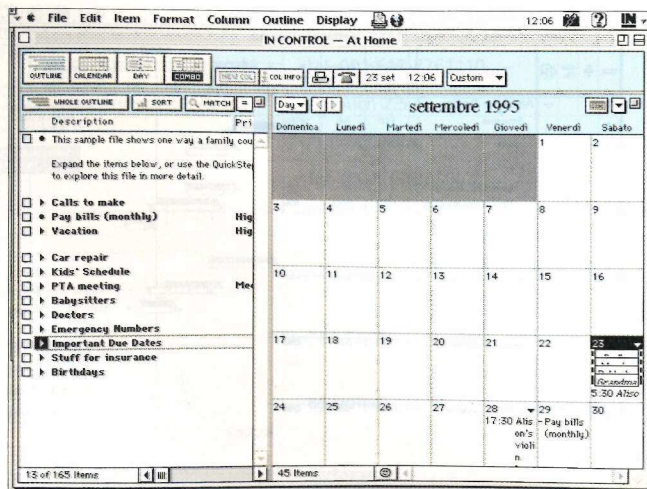 File Edit Item Format Column Outline Display 12:06 IN
IN CONTROL — At Home
OUTLINE CALENDAR DAY COMBO NEW COL COL INFO 23 set 12:06 Custom
WHOLE OUTLINE SORT MATCH =
Description Pri
This sample file shows one way a family cou
Expand the items below, or use the QuickSte
to explore this file in more detail.
Calls to make
Pay bills (monthly) Hig
Vacation Hig
Car repair
Kids' Schedule
PTA meeting Med
Babysitters
Doctors
Emergency Numbers
Important Due Dates
Stuff for insurance
Birthdays
13 of 165 Items
Day settembre 1995
Domenica Lunedì Martedì Mercoledì Giovedì Venerdì Sabato
1 2
3 4 5 6 7 8 9
10 11 12 13 14 15 16
17 18 19 20 21 22 23
Grandma
5:30 Aliso
24 25 26 27 28 29 30
17:30 Alis
on's
violi
n
- Pay bills
(monthly)
45 Items